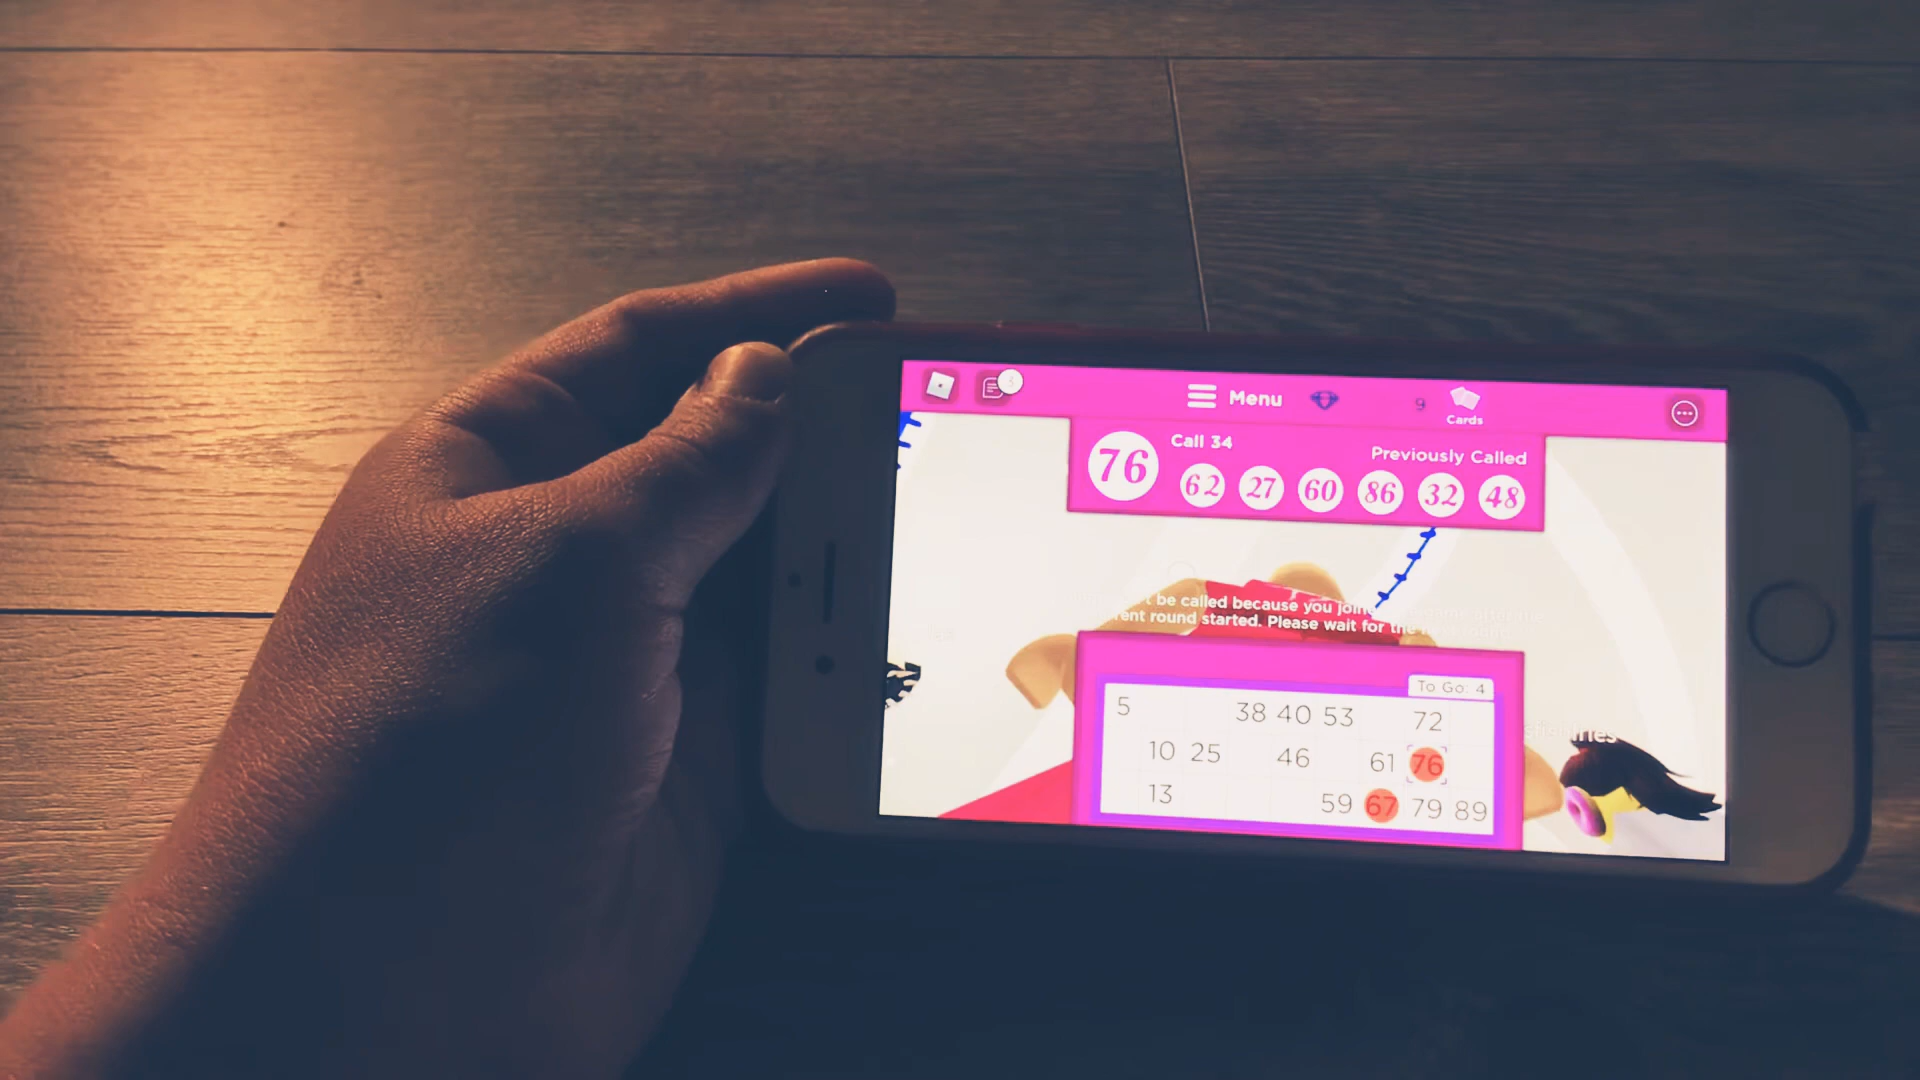 3
Menu
9
Cards
Call 34
Previously Called
76 62 27 60 86 32 48
be called because you joine
round started. Please wait for the
To Go: 4
5 38 40 53 72
10 25 46 61 76
13 59 67 79 89